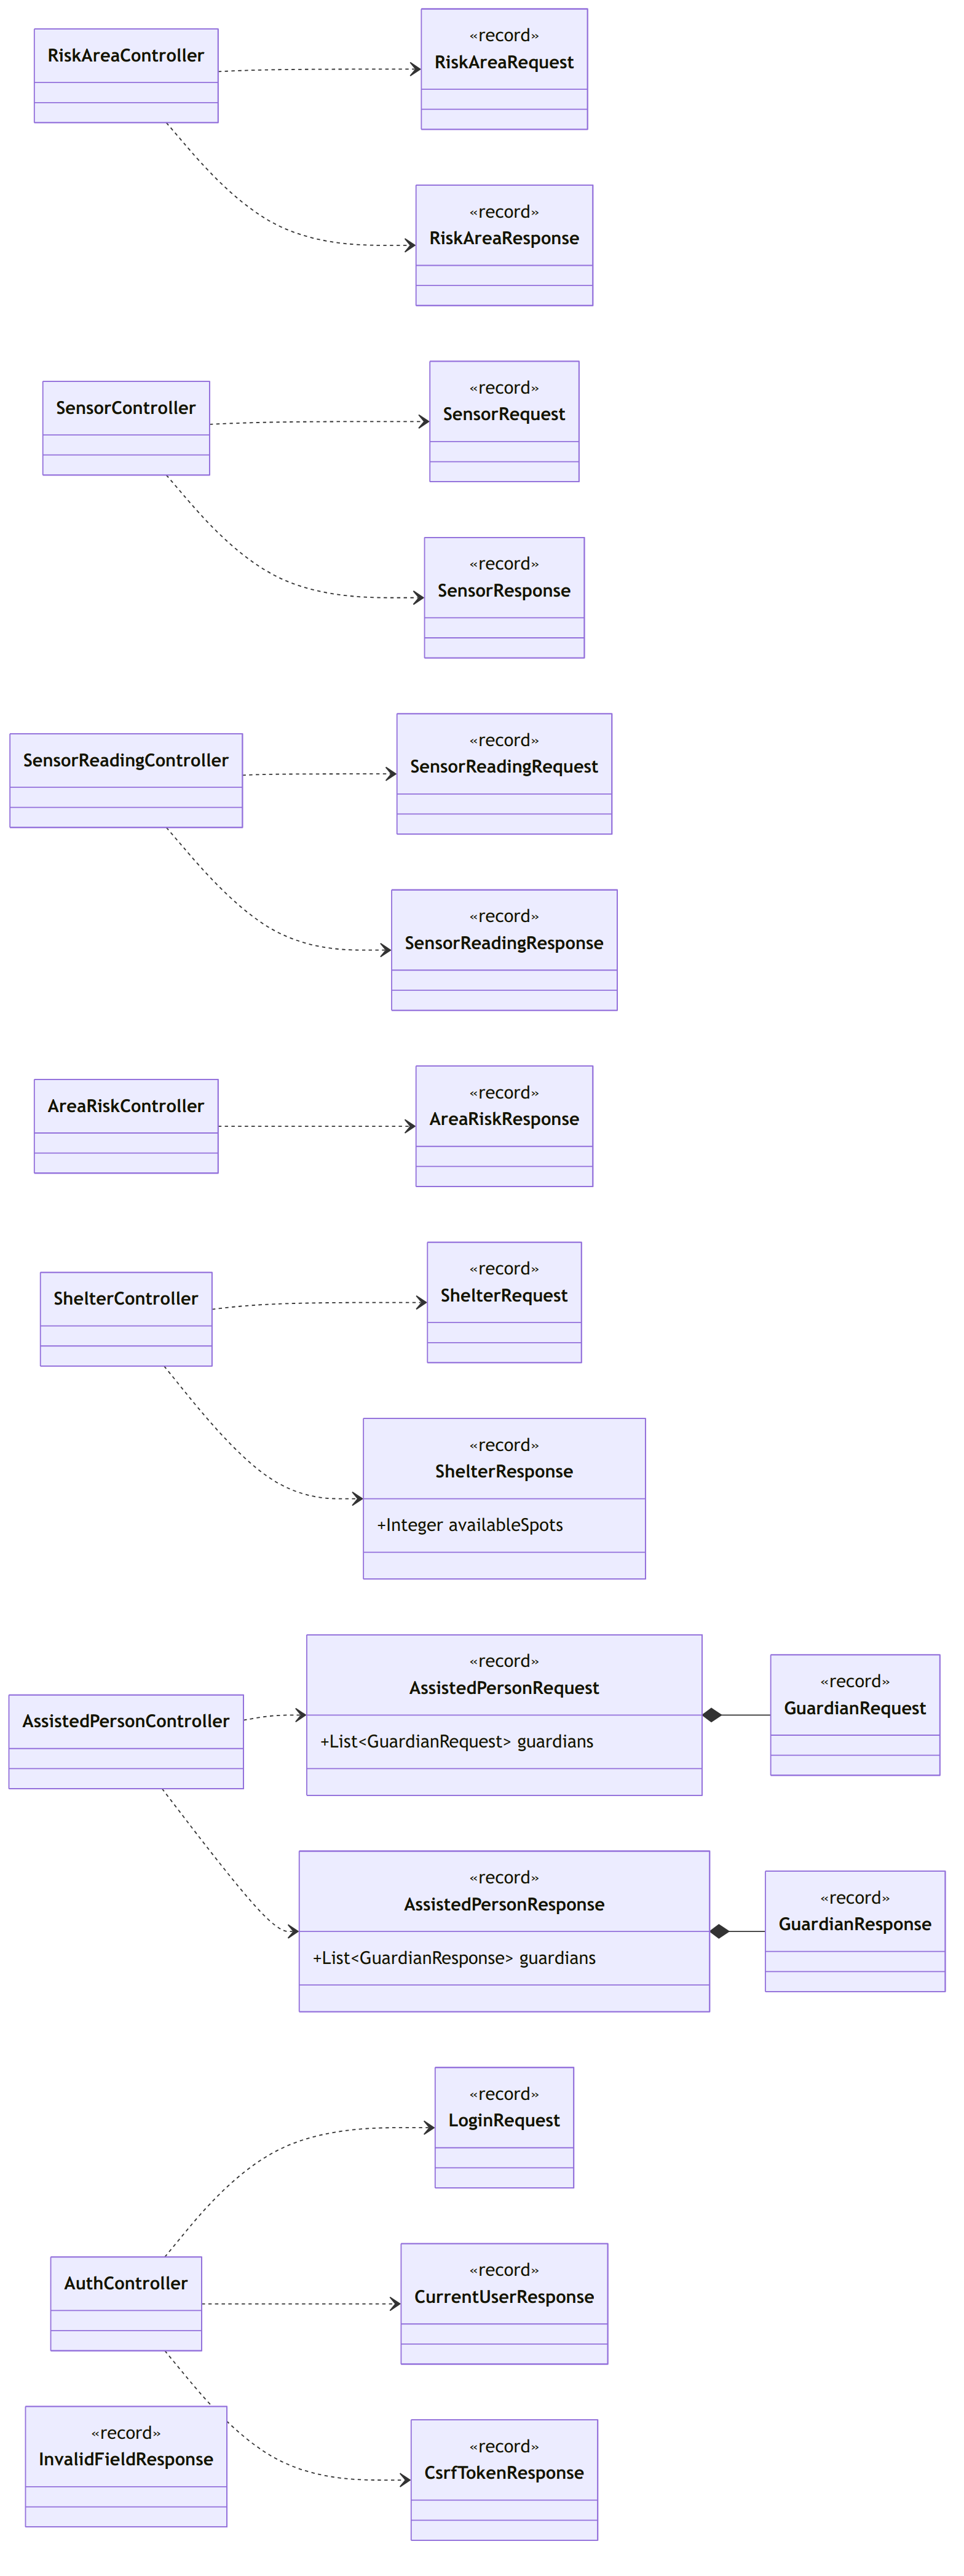 RiskAreaController
«record»
RiskAreaRequest
«record»
RiskAreaResponse
SensorController
«record»
SensorRequest
«record»
SensorResponse
SensorReadingController
«record»
SensorReadingRequest
«record»
SensorReadingResponse
AreaRiskController
«record»
AreaRiskResponse
ShelterController
«record»
ShelterRequest
«record»
ShelterResponse
+Integer availableSpots
AssistedPersonController
«record»
AssistedPersonRequest
+List<GuardianRequest> guardians
«record»
GuardianRequest
«record»
AssistedPersonResponse
+List<GuardianResponse> guardians
«record»
GuardianResponse
«record»
LoginRequest
AuthController
«record»
CurrentUserResponse
«record»
InvalidFieldResponse
«record»
CsrfTokenResponse